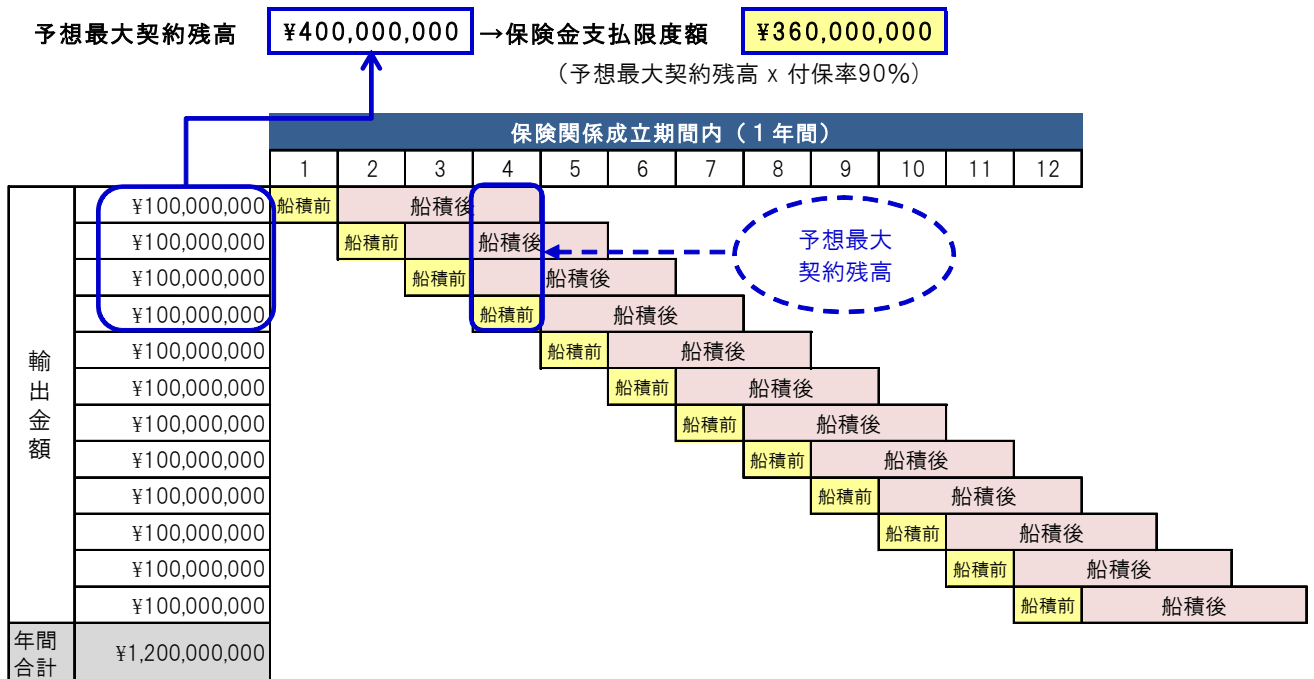 予想最大契約残高 ¥400,000,000 →保険金支払限度額 ¥360,000,000
（予想最大契約残高 x 付保率90％）
保険関係成立期間内（１年間）
1 2 3 4 5 6 7 8 9 10 11 12
輸出金額
¥100,000,000 船積前 船積後
¥100,000,000 船積前 船積後
¥100,000,000 船積前 船積後
¥100,000,000 船積前 船積後
¥100,000,000 船積前 船積後
¥100,000,000 船積前 船積後
¥100,000,000 船積前 船積後
¥100,000,000 船積前 船積後
¥100,000,000 船積前 船積後
¥100,000,000 船積前 船積後
¥100,000,000 船積前 船積後
¥100,000,000 船積前 船積後
予想最大
契約残高
年間
合計
¥1,200,000,000